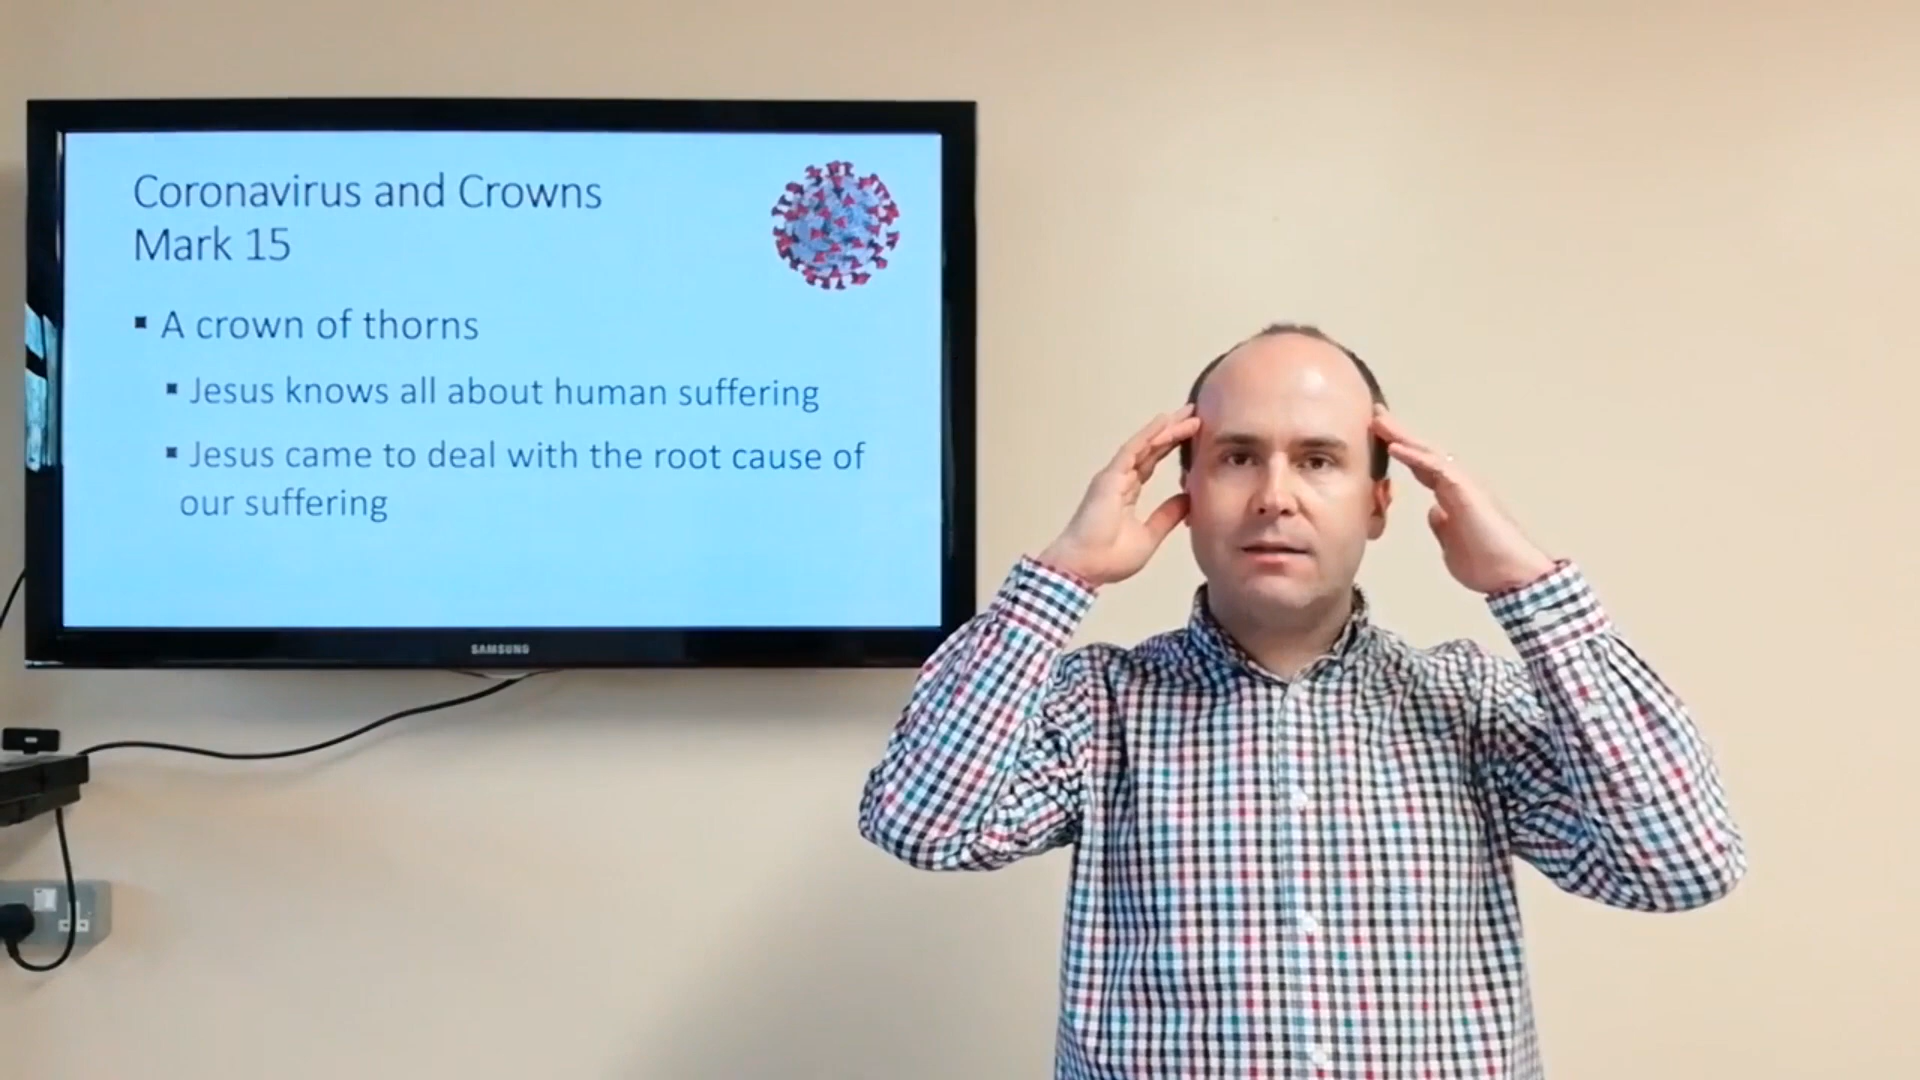 Coronavirus and Crowns
Mark 15
▪ A crown of thorns
▪ Jesus knows all about human suffering
▪ Jesus came to deal with the root cause of
our suffering
SAMSUNG